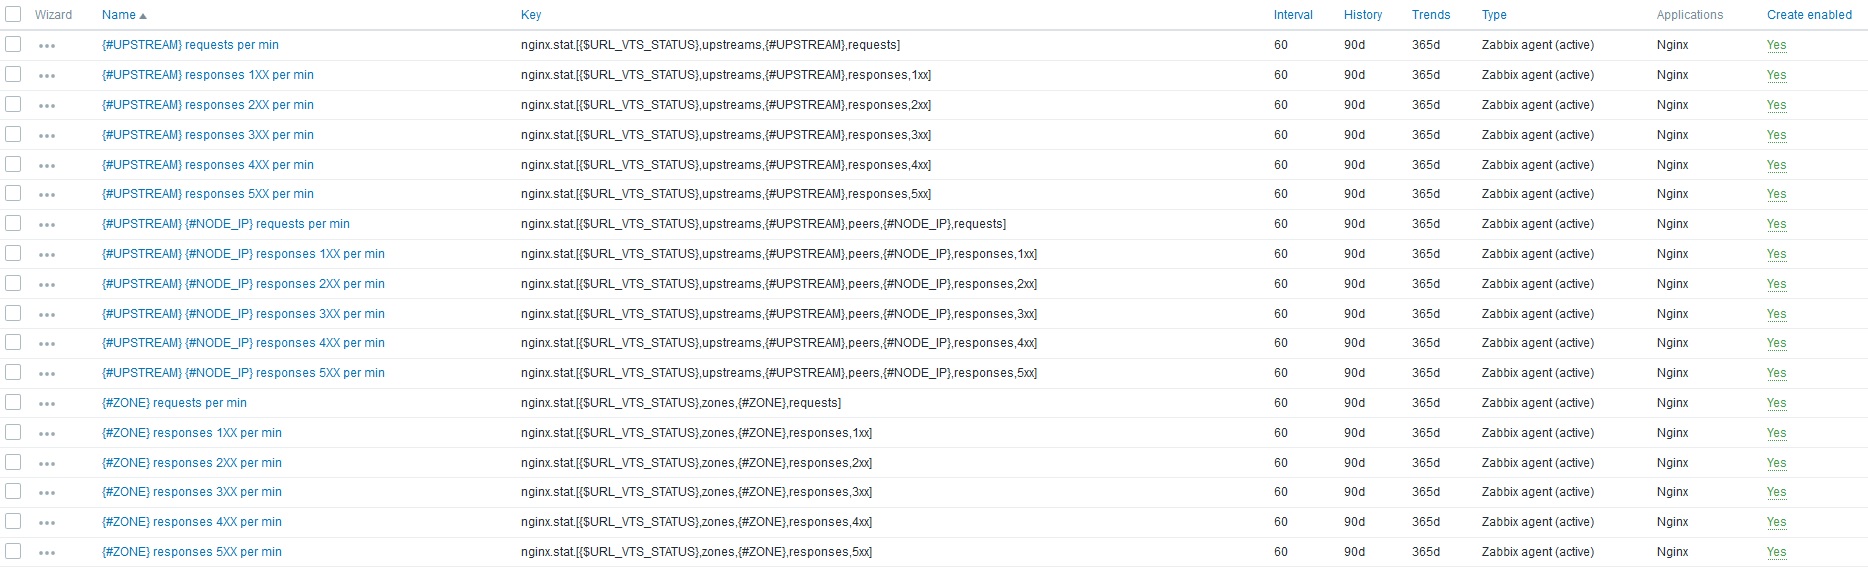 Wizard Name ▲ Key Interval History Trends Type Applications Create enabled
{#UPSTREAM} requests per min nginx.stat.[{$URL_VTS_STATUS},upstreams,{#UPSTREAM},requests] 60 90d 365d Zabbix agent (active) Nginx Yes
{#UPSTREAM} responses 1XX per min nginx.stat.[{$URL_VTS_STATUS},upstreams,{#UPSTREAM},responses,1xx] 60 90d 365d Zabbix agent (active) Nginx Yes
{#UPSTREAM} responses 2XX per min nginx.stat.[{$URL_VTS_STATUS},upstreams,{#UPSTREAM},responses,2xx] 60 90d 365d Zabbix agent (active) Nginx Yes
{#UPSTREAM} responses 3XX per min nginx.stat.[{$URL_VTS_STATUS},upstreams,{#UPSTREAM},responses,3xx] 60 90d 365d Zabbix agent (active) Nginx Yes
{#UPSTREAM} responses 4XX per min nginx.stat.[{$URL_VTS_STATUS},upstreams,{#UPSTREAM},responses,4xx] 60 90d 365d Zabbix agent (active) Nginx Yes
{#UPSTREAM} responses 5XX per min nginx.stat.[{$URL_VTS_STATUS},upstreams,{#UPSTREAM},responses,5xx] 60 90d 365d Zabbix agent (active) Nginx Yes
{#UPSTREAM} {#NODE_IP} requests per min nginx.stat.[{$URL_VTS_STATUS},upstreams,{#UPSTREAM},peers,{#NODE_IP},requests] 60 90d 365d Zabbix agent (active) Nginx Yes
{#UPSTREAM} {#NODE_IP} responses 1XX per min nginx.stat.[{$URL_VTS_STATUS},upstreams,{#UPSTREAM},peers,{#NODE_IP},responses,1xx] 60 90d 365d Zabbix agent (active) Nginx Yes
{#UPSTREAM} {#NODE_IP} responses 2XX per min nginx.stat.[{$URL_VTS_STATUS},upstreams,{#UPSTREAM},peers,{#NODE_IP},responses,2xx] 60 90d 365d Zabbix agent (active) Nginx Yes
{#UPSTREAM} {#NODE_IP} responses 3XX per min nginx.stat.[{$URL_VTS_STATUS},upstreams,{#UPSTREAM},peers,{#NODE_IP},responses,3xx] 60 90d 365d Zabbix agent (active) Nginx Yes
{#UPSTREAM} {#NODE_IP} responses 4XX per min nginx.stat.[{$URL_VTS_STATUS},upstreams,{#UPSTREAM},peers,{#NODE_IP},responses,4xx] 60 90d 365d Zabbix agent (active) Nginx Yes
{#UPSTREAM} {#NODE_IP} responses 5XX per min nginx.stat.[{$URL_VTS_STATUS},upstreams,{#UPSTREAM},peers,{#NODE_IP},responses,5xx] 60 90d 365d Zabbix agent (active) Nginx Yes
{#ZONE} requests per min nginx.stat.[{$URL_VTS_STATUS},zones,{#ZONE},requests] 60 90d 365d Zabbix agent (active) Nginx Yes
{#ZONE} responses 1XX per min nginx.stat.[{$URL_VTS_STATUS},zones,{#ZONE},responses,1xx] 60 90d 365d Zabbix agent (active) Nginx Yes
{#ZONE} responses 2XX per min nginx.stat.[{$URL_VTS_STATUS},zones,{#ZONE},responses,2xx] 60 90d 365d Zabbix agent (active) Nginx Yes
{#ZONE} responses 3XX per min nginx.stat.[{$URL_VTS_STATUS},zones,{#ZONE},responses,3xx] 60 90d 365d Zabbix agent (active) Nginx Yes
{#ZONE} responses 4XX per min nginx.stat.[{$URL_VTS_STATUS},zones,{#ZONE},responses,4xx] 60 90d 365d Zabbix agent (active) Nginx Yes
{#ZONE} responses 5XX per min nginx.stat.[{$URL_VTS_STATUS},zones,{#ZONE},responses,5xx] 60 90d 365d Zabbix agent (active) Nginx Yes